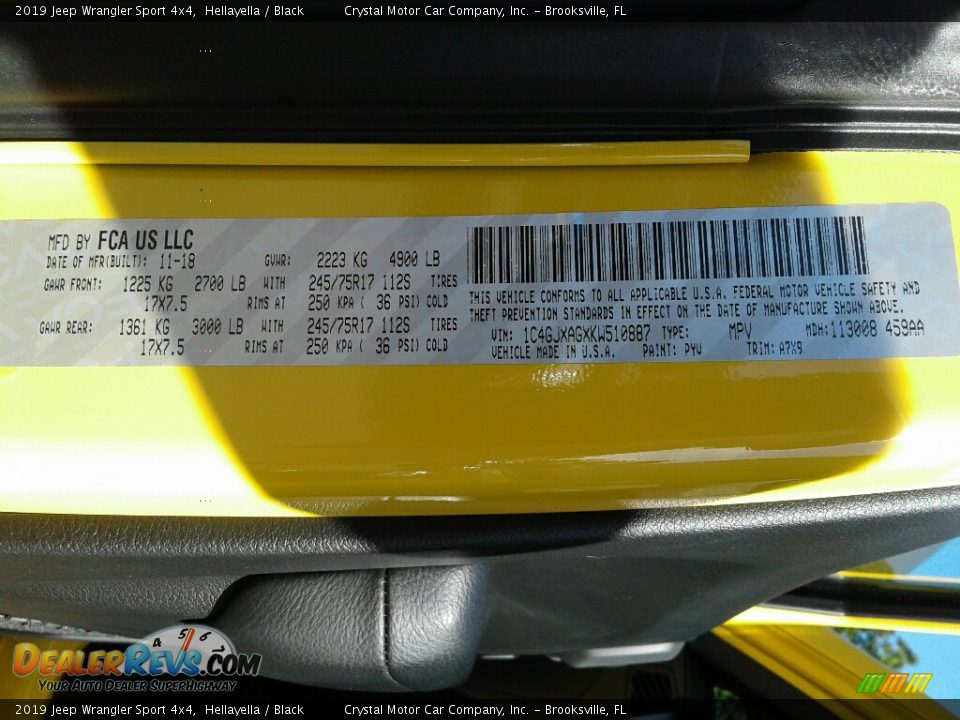 2019 Jeep Wrangler Sport 4x4, Hellayella / Black Crystal Motor Car Company, Inc. - Brooksville, FL
MFD BY FCA US LLC
DATE OF MFR(BUILT): 11-18 GVWR: 2223 KG 4900 LB
GAWR FRONT: 1225 KG 2700 LB WITH 245/75R17 112S TIRES
17X7.5 RIMS AT 250 KPA ( 36 PSI) COLD
GAWR REAR: 1361 KG 3000 LB WITH 245/75R17 112S TIRES
17X7.5 RIMS AT 250 KPA ( 36 PSI) COLD
THIS VEHICLE CONFORMS TO ALL APPLICABLE U.S.A. FEDERAL MOTOR VEHICLE SAFETY AND
THEFT PREVENTION STANDARDS IN EFFECT ON THE DATE OF MANUFACTURE SHOWN ABOVE.
VIN: 1C4GJXAGXKW510887 TYPE: MPV MDH: 113008 459AA
VEHICLE MADE IN U.S.A. PAINT: PYV TRIM: A7X9
4 5 6
DealerRevs.com
Your Auto Dealer SuperHighway
2019 Jeep Wrangler Sport 4x4, Hellayella / Black Crystal Motor Car Company, Inc. - Brooksville, FL